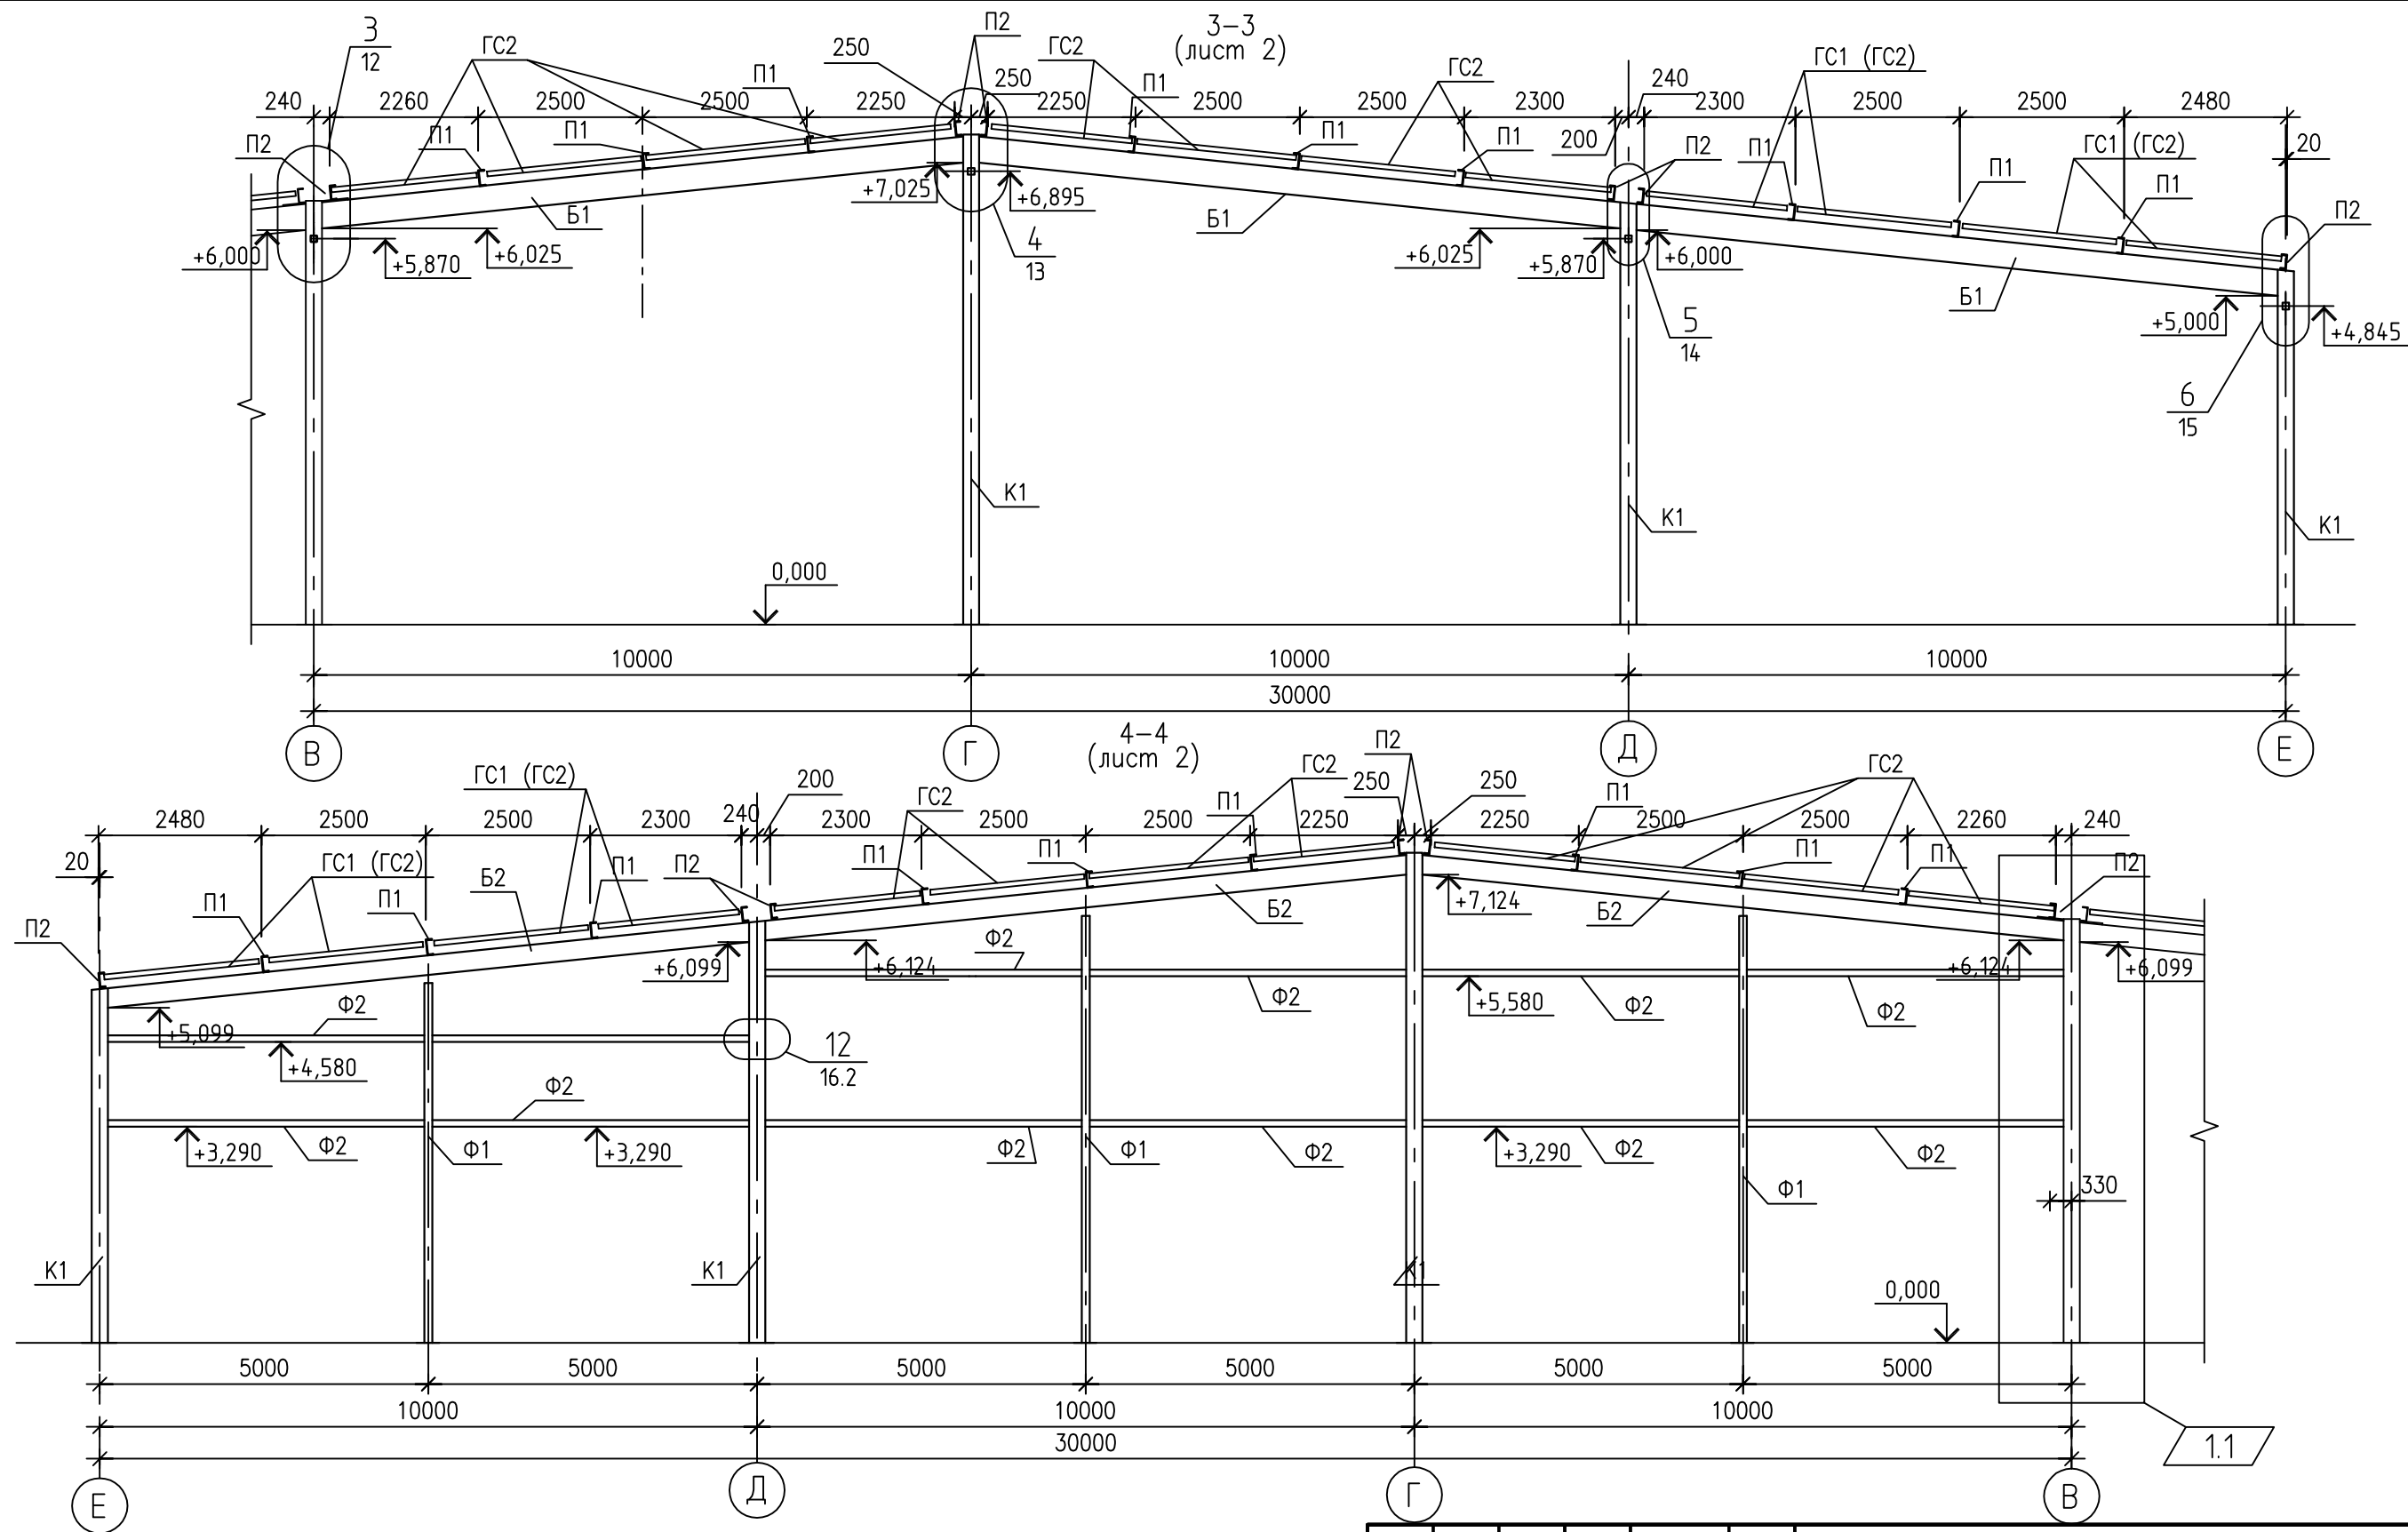 3-3
(лист 2)
3
12
ГС2
250
П2
ГС2
250
П1
П1
ГС2
ГС1 (ГС2)
240
2260
2500
2500
2250
2250
2500
2500
2300
240
2300
2500
2500
2480
П2
П1
П1
П1
П1
200
П2
П1
ГС1 (ГС2)
П1
П1
20
П2
+6,000
+5,870
+6,025
Б1
+7,025
+6,895
4
13
Б1
+6,025
+5,870
+6,000
5
14
Б1
+5,000
+4,845
6
15
К1
К1
К1
0,000
10000
10000
10000
30000
В
Г
Д
Е
4-4
(лист 2)
ГС1 (ГС2)
200
ГС2
ГС2
П2
250
250
П1
П1
ГС2
2480
2500
2500
2300
240
2300
2500
2500
2250
2250
2500
2500
2260
240
20
ГС1 (ГС2)
Б2
П1
П2
П1
П1
П1
П1
П2
П2
П1
П1
Б2
+7,124
Б2
+6,099
+6,124
Ф2
+6,124
+6,099
+5,099
Ф2
+4,580
12
16.2
Ф2
+5,580
Ф2
Ф2
Ф2
+3,290
Ф2
Ф1
+3,290
Ф2
Ф1
Ф2
+3,290
Ф2
Ф2
Ф1
330
К1
К1
К1
0,000
5000
5000
5000
5000
5000
5000
10000
10000
10000
30000
1.1
Е
Д
Г
В